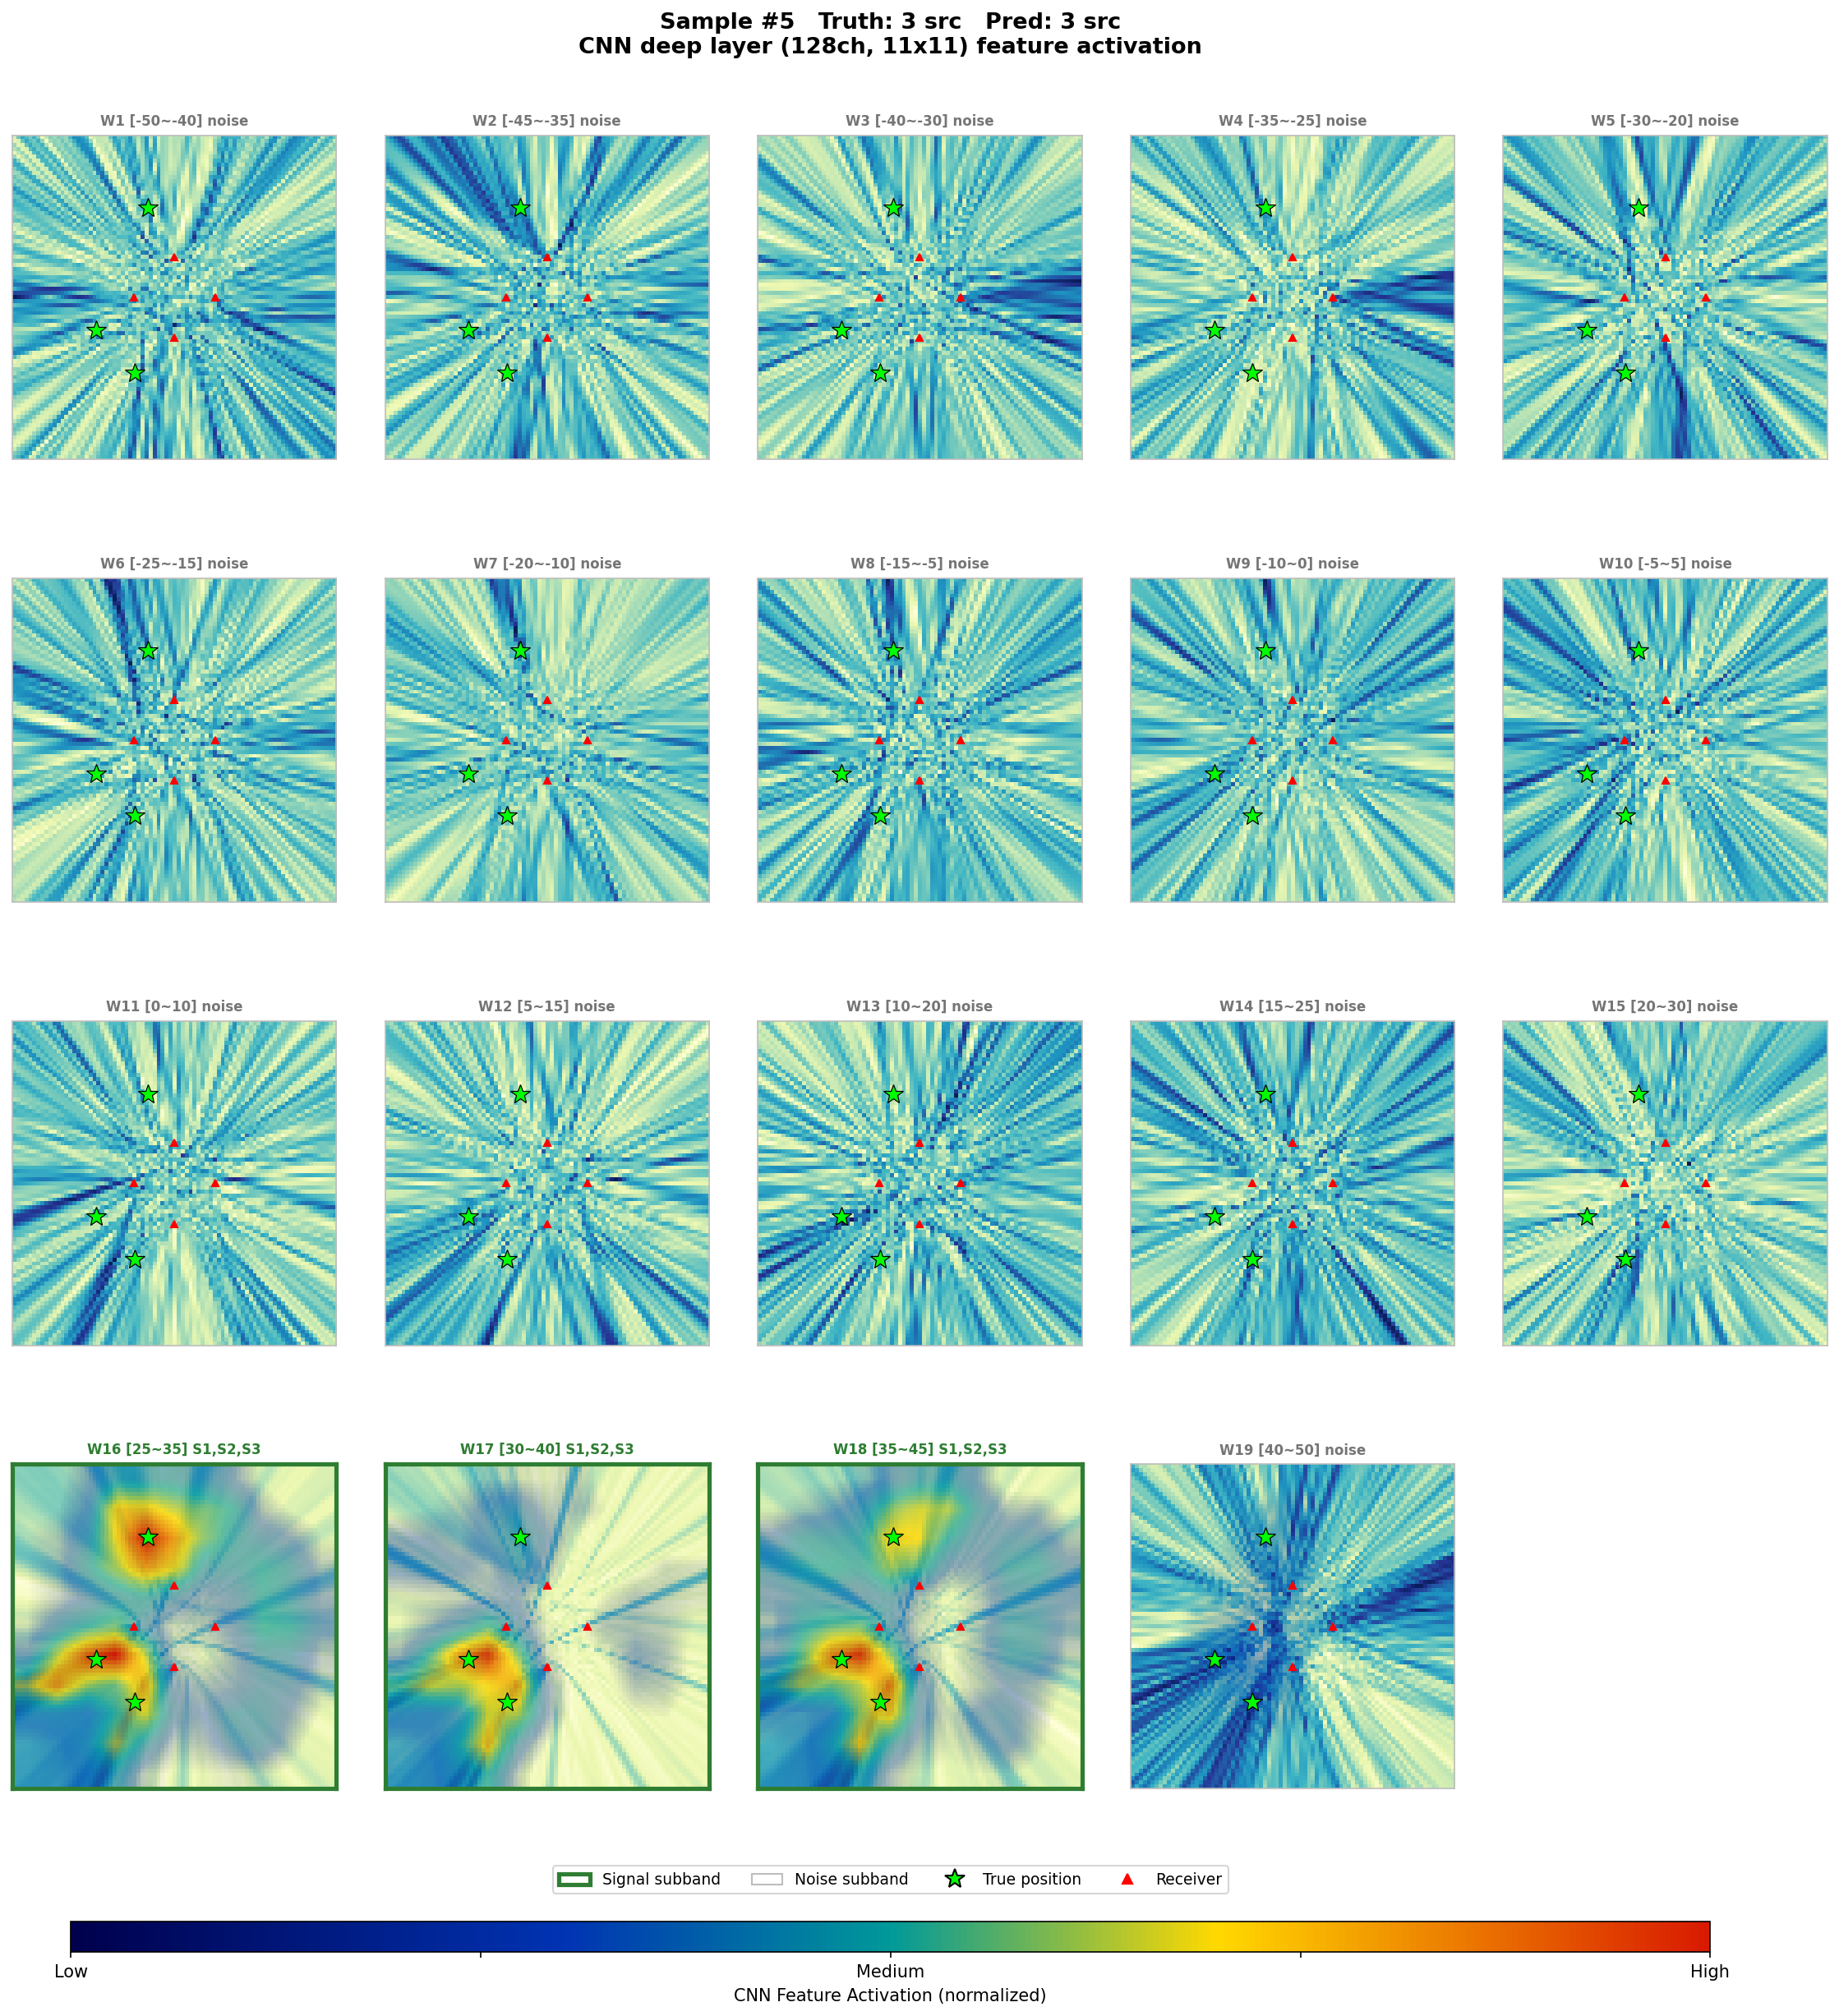 Sample #5 Truth: 3 src Pred: 3 src
CNN deep layer (128ch, 11x11) feature activation
W1 [-50~-40] noise
W2 [-45~-35] noise
W3 [-40~-30] noise
W4 [-35~-25] noise
W5 [-30~-20] noise
W6 [-25~-15] noise
W7 [-20~-10] noise
W8 [-15~-5] noise
W9 [-10~0] noise
W10 [-5~5] noise
W11 [0~10] noise
W12 [5~15] noise
W13 [10~20] noise
W14 [15~25] noise
W15 [20~30] noise
W16 [25~35] S1,S2,S3
W17 [30~40] S1,S2,S3
W18 [35~45] S1,S2,S3
W19 [40~50] noise
Signal subband
Noise subband
True position
Receiver
Low
Medium
High
CNN Feature Activation (normalized)